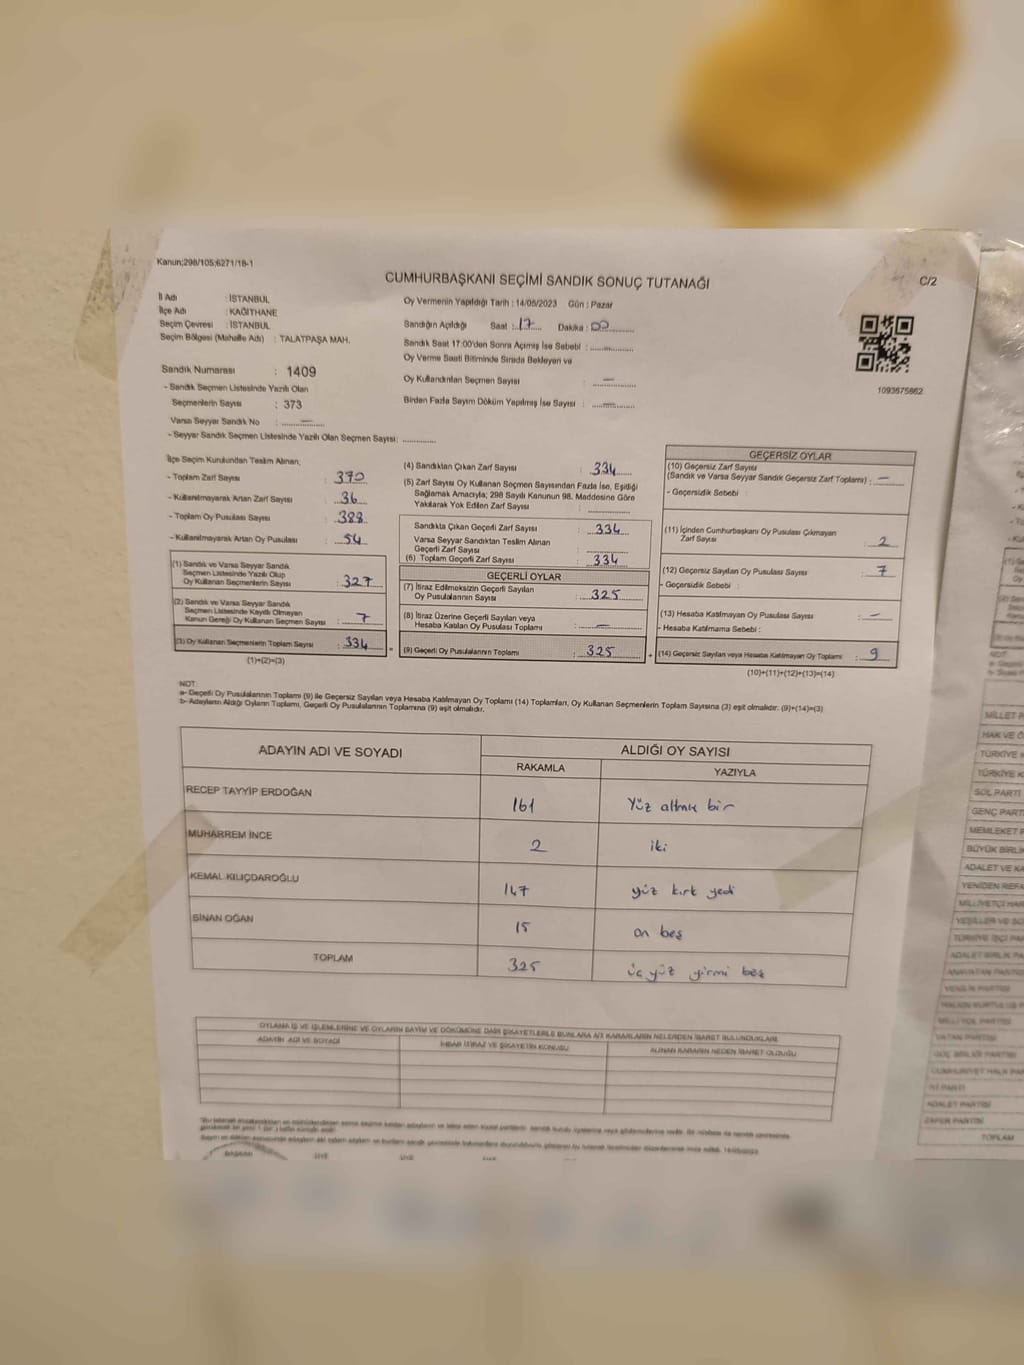 Kanun:298/105;6271/18-1
CUMHURBAŞKANI SEÇİMİ SANDIK SONUÇ TUTANAĞI
C/2
İl Adı : İSTANBUL
İlçe Adı : KAĞITHANE
Seçim Çevresi : İSTANBUL
Seçim Bölgesi (Mahalle Adı) : TALATPAŞA MAH.
Oy Vermenin Yapıldığı Tarih : 14/05/2023 Gün : Pazar
Sandığın Açıldığı Saat : 17 Dakika : 00
Sandık Saat 17:00'den Sonra Açımış İse Sebebi :
Oy Verme Saati Bitiminde Sırada Bekleyen ve
Oy Kullandırılan Seçmen Sayısı : —
Birden Fazla Sayım Döküm Yapılmış İse Sayısı : —
1093675862
Sandık Numarası : 1409
- Sandık Seçmen Listesinde Yazılı Olan
Seçmenlerin Sayısı : 373
Varsa Seyyar Sandık No : —
- Seyyar Sandık Seçmen Listesinde Yazılı Olan Seçmen Sayısı:
İlçe Seçim Kurulundan Teslim Alınan;
- Toplam Zarf Sayısı : 370
- Kullanılmayarak Artan Zarf Sayısı : 36
- Toplam Oy Pusulası Sayısı : 388
- Kullanılmayarak Artan Oy Pusulası : 54
(1) Sandık ve Varsa Seyyar Sandık
Seçmen Listesinde Yazılı Olup
Oy Kullanan Seçmenlerin Sayısı : 327
(2) Sandık ve Varsa Seyyar Sandık
Seçmen Listesinde Kayıtlı Olmayan
Kanun Gereği Oy Kullanan Seçmen Sayısı : 7
(3) Oy Kullanan Seçmenlerin Toplam Sayısı : 334
(1)+(2)=(3)
(4) Sandıktan Çıkan Zarf Sayısı : 334
(5) Zarf Sayısı Oy Kullanan Seçmen Sayısından Fazla İse, Eşitliği
Sağlamak Amacıyla; 298 Sayılı Kanunun 98. Maddesine Göre
Yakılarak Yok Edilen Zarf Sayısı :
Sandıkta Çıkan Geçerli Zarf Sayısı : 334
Varsa Seyyar Sandıktan Teslim Alınan
Geçerli Zarf Sayısı :
(6) Toplam Geçerli Zarf Sayısı : 334
GEÇERLİ OYLAR
(7) İtiraz Edilmeksizin Geçerli Sayılan
Oy Pusulalarının Sayısı : 325
(8) İtiraz Üzerine Geçerli Sayılan veya
Hesaba Katılan Oy Pusulası Toplamı : —
(9) Geçerli Oy Pusulalarının Toplamı : 325
GEÇERSİZ OYLAR
(10) Geçersiz Zarf Sayısı
(Sandık ve Varsa Seyyar Sandık Geçersiz Zarf Toplamı) : —
- Geçersidik Sebebi :
(11) İçinden Cumhurbaşkanı Oy Pusulası Çıkmayan
Zarf Sayısı : 2
(12) Geçersiz Sayılan Oy Pusulası Sayısı : 7
- Geçersizlik Sebebi :
(13) Hesaba Katılmayan Oy Pusulası Sayısı : —
- Hesaba Katılmama Sebebi :
(14) Geçersiz Sayılan veya Hesaba Katılmayan Oy Toplamı : 9
(10)+(11)+(12)+(13)=(14)
NOT:
a- Geçerli Oy Pusulalarının Toplamı (9) ile Geçersiz Sayılan veya Hesaba Katılmayan Oy Toplamı (14) Toplamları, Oy Kullanan Seçmenlerin Toplam Sayısına (3) eşit olmalıdır. (9)+(14)=(3)
b- Adayların Aldığı Oyların Toplamı, Geçerli Oy Pusulalarının Toplamına (9) eşit olmalıdır.
ADAYIN ADI VE SOYADI
ALDIĞI OY SAYISI
RAKAMLA YAZIYLA
RECEP TAYYİP ERDOĞAN 161 Yüz altmış bir
MUHARREM İNCE 2 iki
KEMAL KILIÇDAROĞLU 147 yüz kırk yedi
SİNAN OĞAN 15 on beş
TOPLAM 325 üç yüz yirmi beş
OYLAMA İŞ VE İŞLEMLERİNE VE OYLARIN SAYIM VE DÖKÜMÜNE DAİR ŞİKAYETLERLE BUNLARA AİT KARARLARIN NELERDEN İBARET BULUNDUKLARI
ADAYIN ADI VE SOYADI
İHBAR İTİRAZ VE ŞİKAYETİN KONUSU
ALINAN KARARIN NEDEN İBARET OLDUĞU
BAŞKAN ÜYE ÜYE
MİLLET P
HAK VE Ö
TÜRKİYE
TÜRKİYE K
SOL PARTİ
GENÇ PART
MEMLEKET P
BÜYÜK BİRLİ
ADALET VE KA
YENİDEN REFA
MİLLİYETÇİ HAR
YEŞİLLER VE SO
TÜRKİYE İŞÇİ PA
ADALET BİRLİK PA
ANAVATAN PARTİSİ
YENİLİK PARTİSİ
HALKIN KURTULUŞ P
MİLLİ YOL PARTİSİ
VATAN PARTİSİ
GÜÇ BİRLİĞİ PARTİSİ
CUMHURİYET HALK PAR
İYİ PARTİ
ADALET PARTİSİ
ZAFER PARTİSİ
TOPLAM